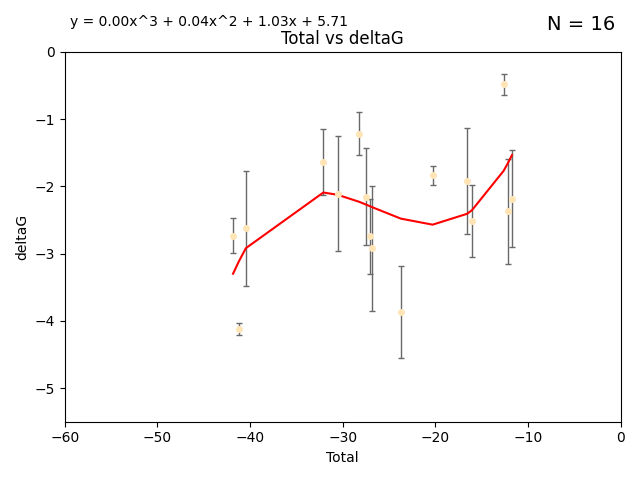 y = 0.00x^3 + 0.04x^2 + 1.03x + 5.71
N = 16
Total vs deltaG
0
−1
−2
−3
−4
−5
deltaG
−60 −50 −40 −30 −20 −10 0
Total